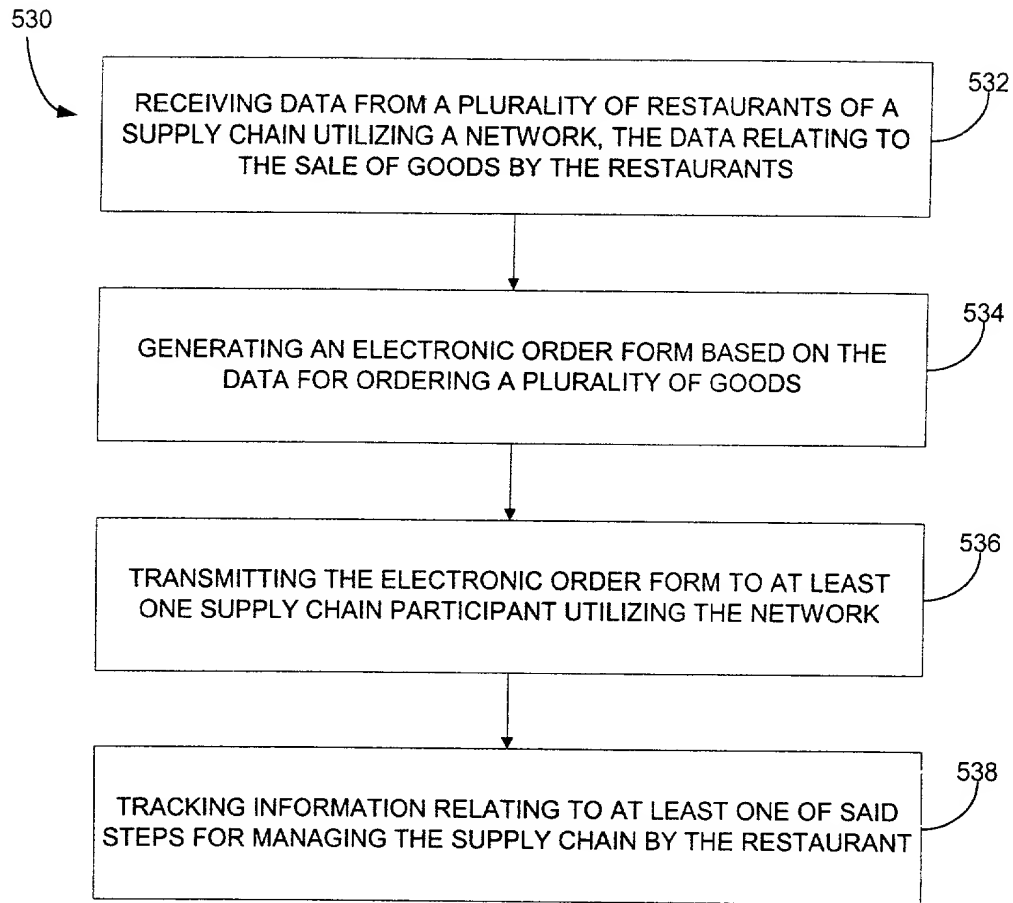 530
RECEIVING DATA FROM A PLURALITY OF RESTAURANTS OF A
SUPPLY CHAIN UTILIZING A NETWORK, THE DATA RELATING TO
THE SALE OF GOODS BY THE RESTAURANTS
532
GENERATING AN ELECTRONIC ORDER FORM BASED ON THE
DATA FOR ORDERING A PLURALITY OF GOODS
534
TRANSMITTING THE ELECTRONIC ORDER FORM TO AT LEAST
ONE SUPPLY CHAIN PARTICIPANT UTILIZING THE NETWORK
536
TRACKING INFORMATION RELATING TO AT LEAST ONE OF SAID
STEPS FOR MANAGING THE SUPPLY CHAIN BY THE RESTAURANT
538